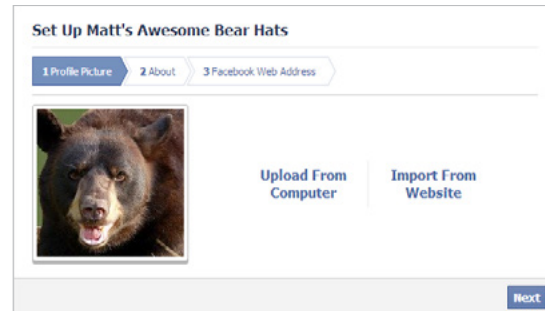 Set Up Matt's Awesome Bear Hats
1 Profile Picture 2 About 3 Facebook Web Address
Upload From Computer
Import From Website
Next